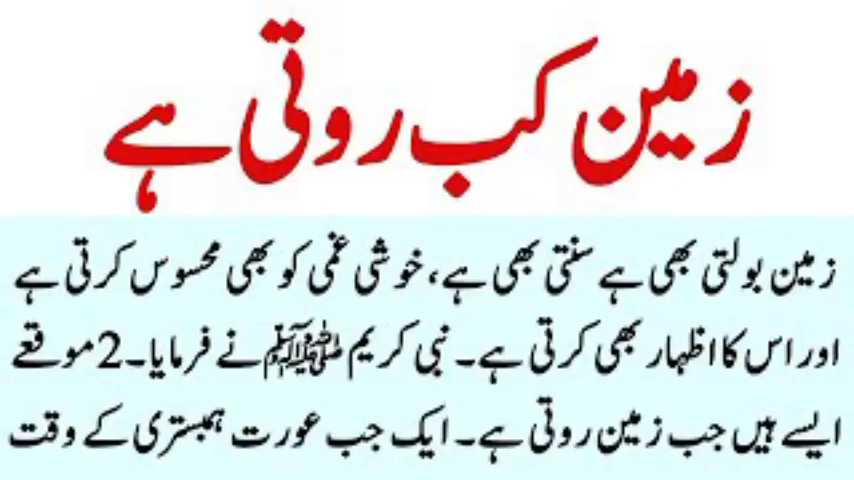 زمین کب روتی ہے
زمین بولتی بھی ہے سنتی بھی ہے، خوشی غمی کو بھی محسوس کرتی ہے
اور اس کا اظہار بھی کرتی ہے۔ نبی کریم ﷺ نے فرمایا۔ 2 موقعے
ایسے ہیں جب زمین روتی ہے۔ ایک جب عورت ہمبستری کے وقت